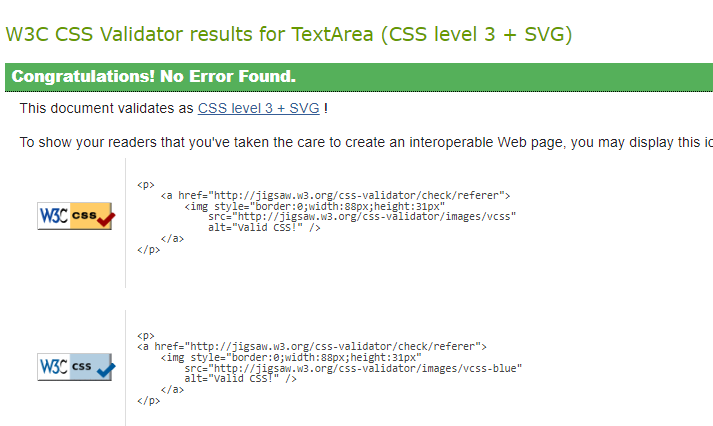 W3C CSS Validator results for TextArea (CSS level 3 + SVG)
Congratulations! No Error Found.
This document validates as CSS level 3 + SVG !
To show your readers that you've taken the care to create an interoperable Web page, you may display this ic
<p>
<a href="http://jigsaw.w3.org/css-validator/check/referer">
<img style="border:0;width:88px;height:31px"
src="http://jigsaw.w3.org/css-validator/images/vcss"
alt="Valid CSS!" />
</a>
</p>
W3C css
<p>
<a href="http://jigsaw.w3.org/css-validator/check/referer">
<img style="border:0;width:88px;height:31px"
src="http://jigsaw.w3.org/css-validator/images/vcss-blue"
alt="Valid CSS!" />
</a>
</p>
W3C css